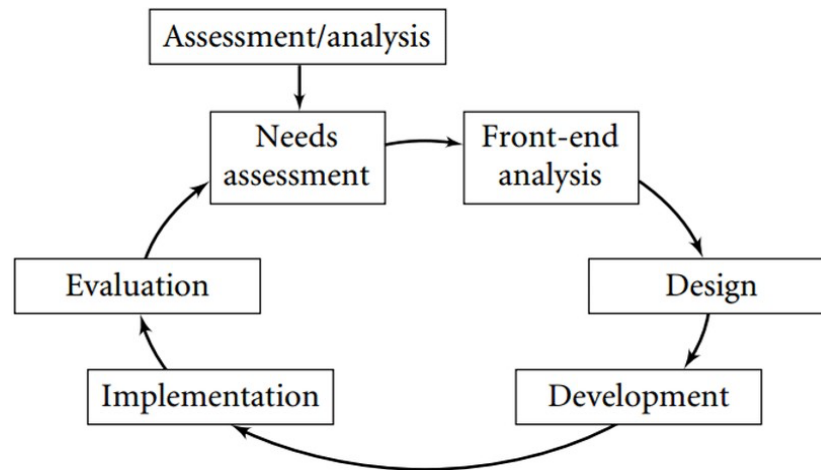 Assessment/analysis
Needs
assessment
Front-end
analysis
Evaluation
Design
Implementation
Development